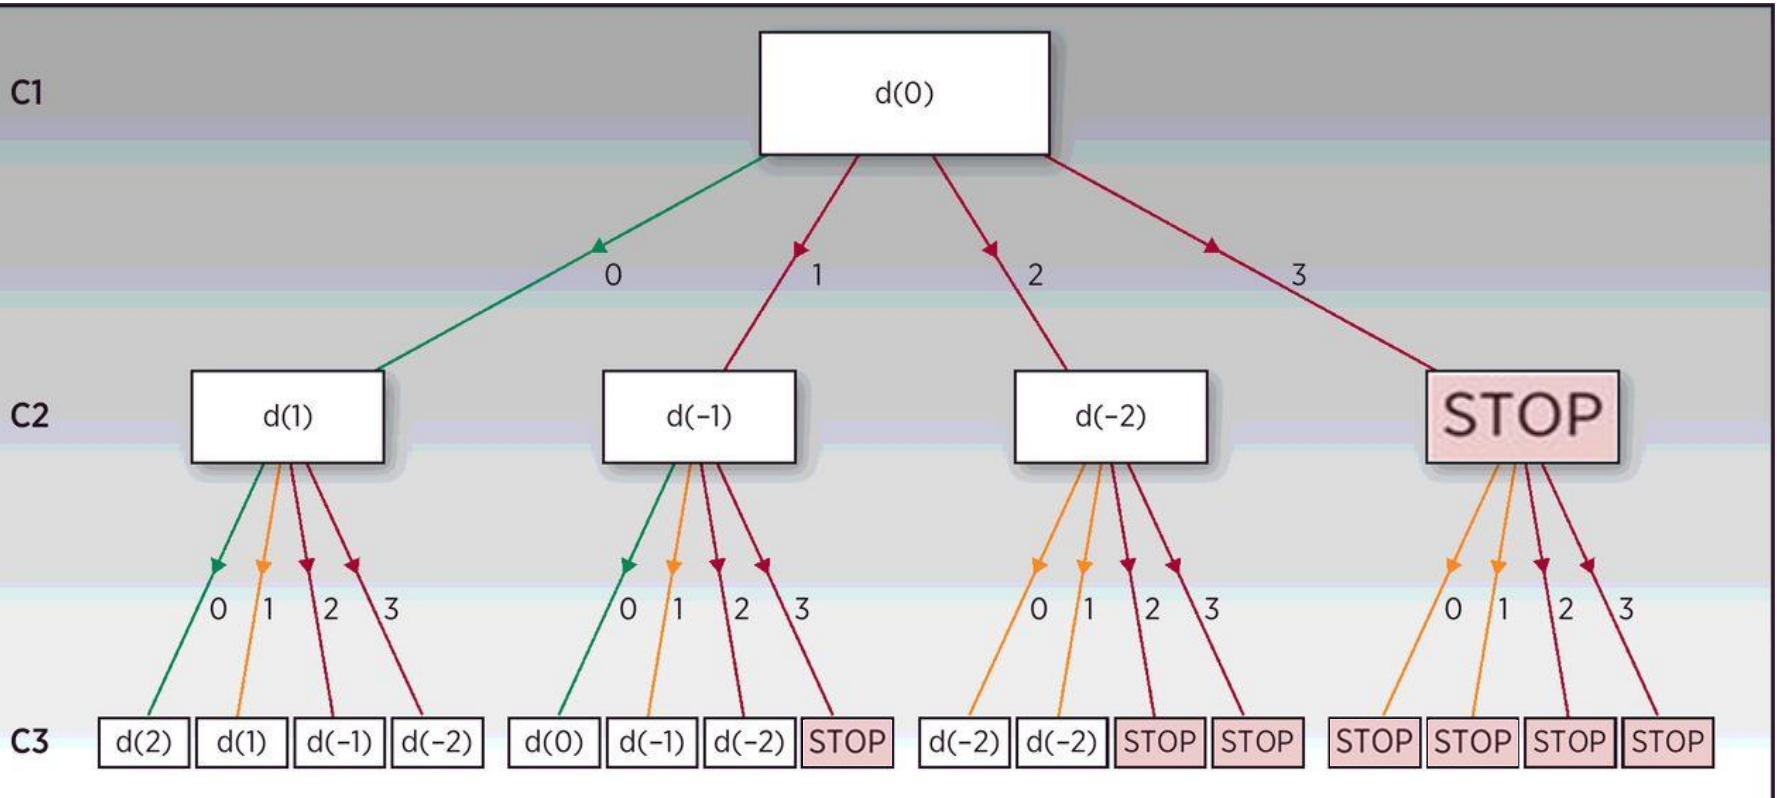 C1
d(0)
0 1 2 3
C2
d(1) d(−1) d(−2) STOP
0 1 2 3 0 1 2 3 0 1 2 3 0 1 2 3
C3
d(2) d(1) d(−1) d(−2) d(0) d(−1) d(−2) STOP d(−2) d(−2) STOP STOP STOP STOP STOP STOP